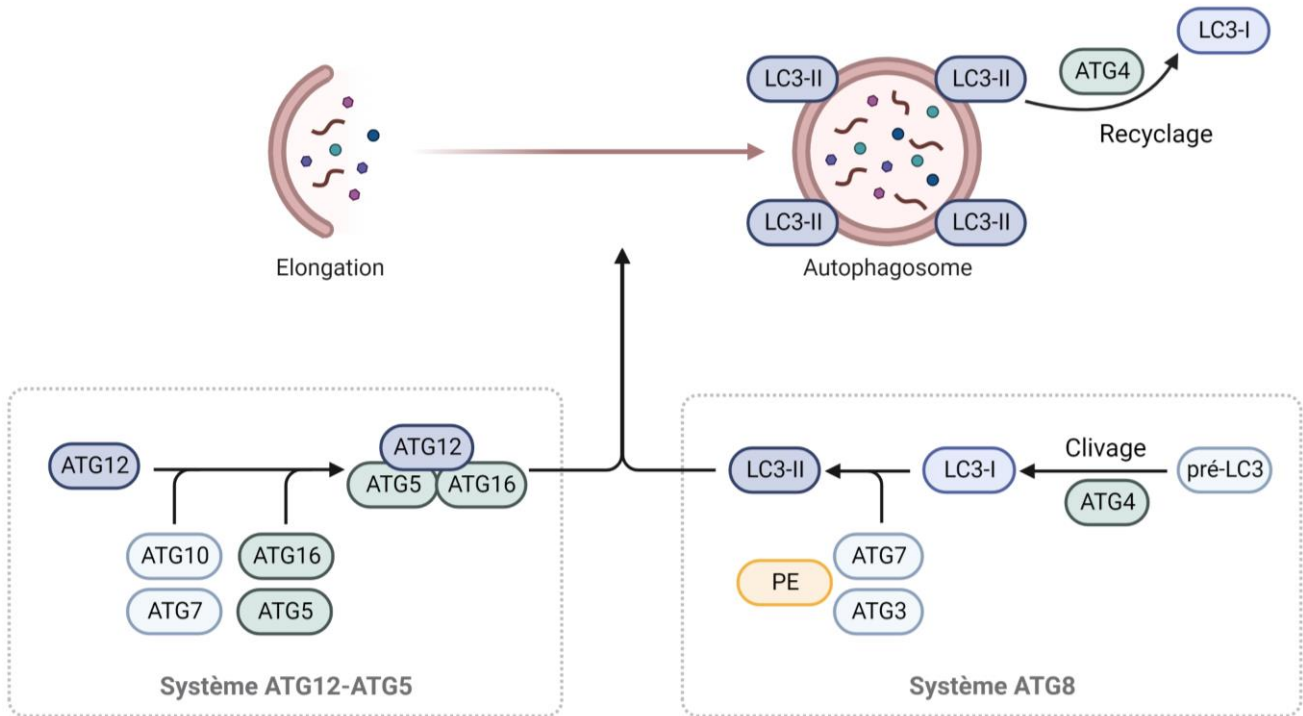 LC3-I
LC3-II
LC3-II
ATG4
Recyclage
LC3-II
LC3-II
Elongation
Autophagosome
ATG12
ATG12
ATG5
ATG16
ATG10
ATG16
ATG7
ATG5
Système ATG12-ATG5
LC3-II
LC3-I
Clivage
pré-LC3
ATG4
PE
ATG7
ATG3
Système ATG8